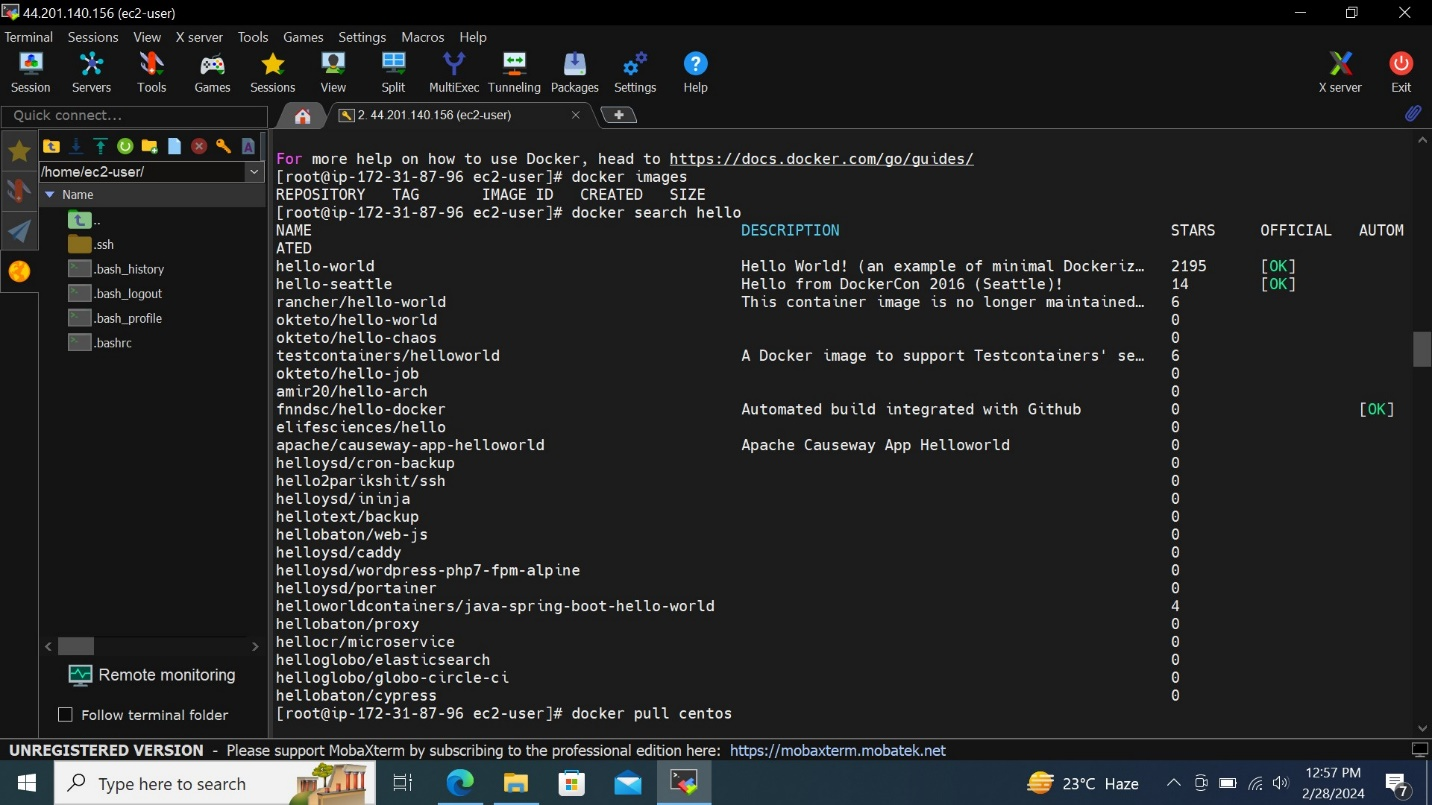 44.201.140.156 (ec2-user)
Terminal Sessions View X server Tools Games Settings Macros Help
Session Servers Tools Games Sessions View Split MultiExec Tunneling Packages Settings Help X server Exit
Quick connect...
2. 44.201.140.156 (ec2-user)
/home/ec2-user/
Name
..
.ssh
.bash_history
.bash_logout
.bash_profile
.bashrc
Remote monitoring
Follow terminal folder
For more help on how to use Docker, head to https://docs.docker.com/go/guides/
[root@ip-172-31-87-96 ec2-user]# docker images
REPOSITORY TAG IMAGE ID CREATED SIZE
[root@ip-172-31-87-96 ec2-user]# docker search hello
NAME DESCRIPTION STARS OFFICIAL AUTOM
ATED
hello-world Hello World! (an example of minimal Dockeriz… 2195 [OK]
hello-seattle Hello from DockerCon 2016 (Seattle)! 14 [OK]
rancher/hello-world This container image is no longer maintained… 6
okteto/hello-world 0
okteto/hello-chaos 0
testcontainers/helloworld A Docker image to support Testcontainers' se… 6
okteto/hello-job 0
amir20/hello-arch 0
fnndsc/hello-docker Automated build integrated with Github 0 [OK]
elifesciences/hello 0
apache/causeway-app-helloworld Apache Causeway App Helloworld 0
helloysd/cron-backup 0
hello2parikshit/ssh 0
helloysd/ininja 0
hellotext/backup 0
hellobaton/web-js 0
helloysd/caddy 0
helloysd/wordpress-php7-fpm-alpine 0
helloysd/portainer 0
helloworldcontainers/java-spring-boot-hello-world 4
hellobaton/proxy 0
hellocr/microservice 0
helloglobo/elasticsearch 0
helloglobo/globo-circle-ci 0
hellobaton/cypress 0
[root@ip-172-31-87-96 ec2-user]# docker pull centos
UNREGISTERED VERSION - Please support MobaXterm by subscribing to the professional edition here: https://mobaxterm.mobatek.net
Type here to search
23°C Haze
12:57 PM
2/28/2024
7